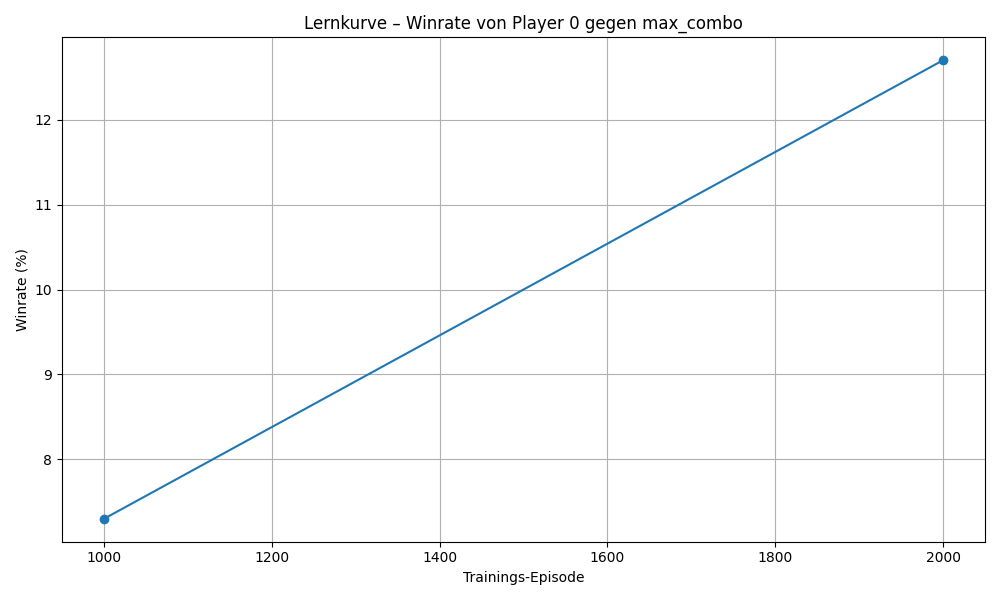 Lernkurve – Winrate von Player 0 gegen max_combo
Winrate (%)
12
11
10
9
8
1000 1200 1400 1600 1800 2000
Trainings-Episode